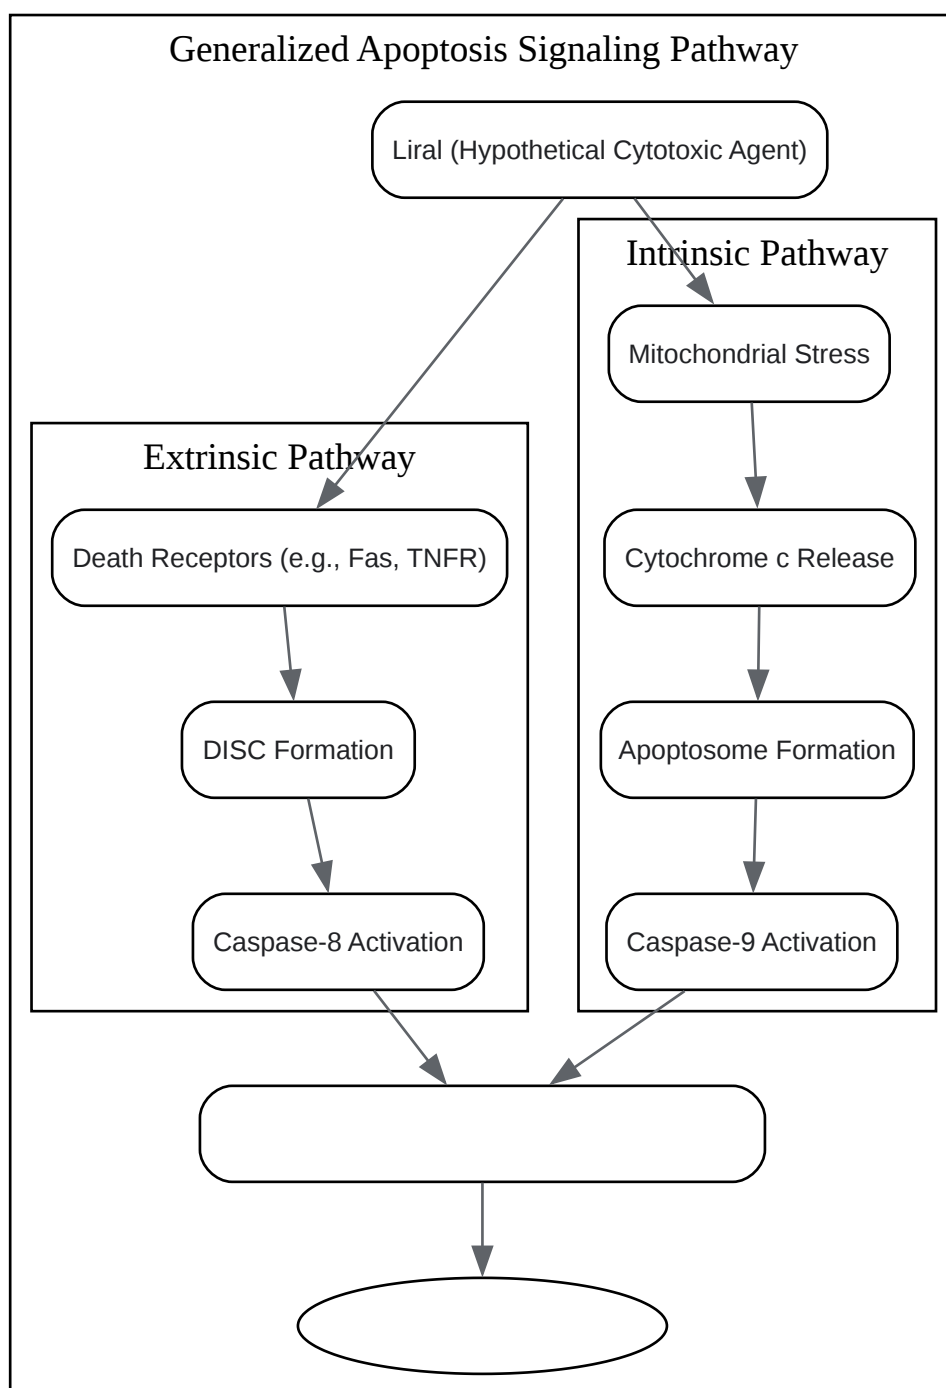 Generalized Apoptosis Signaling Pathway
Liral (Hypothetical Cytotoxic Agent)
Intrinsic Pathway
Mitochondrial Stress
Extrinsic Pathway
Death Receptors (e.g., Fas, TNFR)
Cytochrome c Release
DISC Formation
Apoptosome Formation
Caspase-8 Activation
Caspase-9 Activation